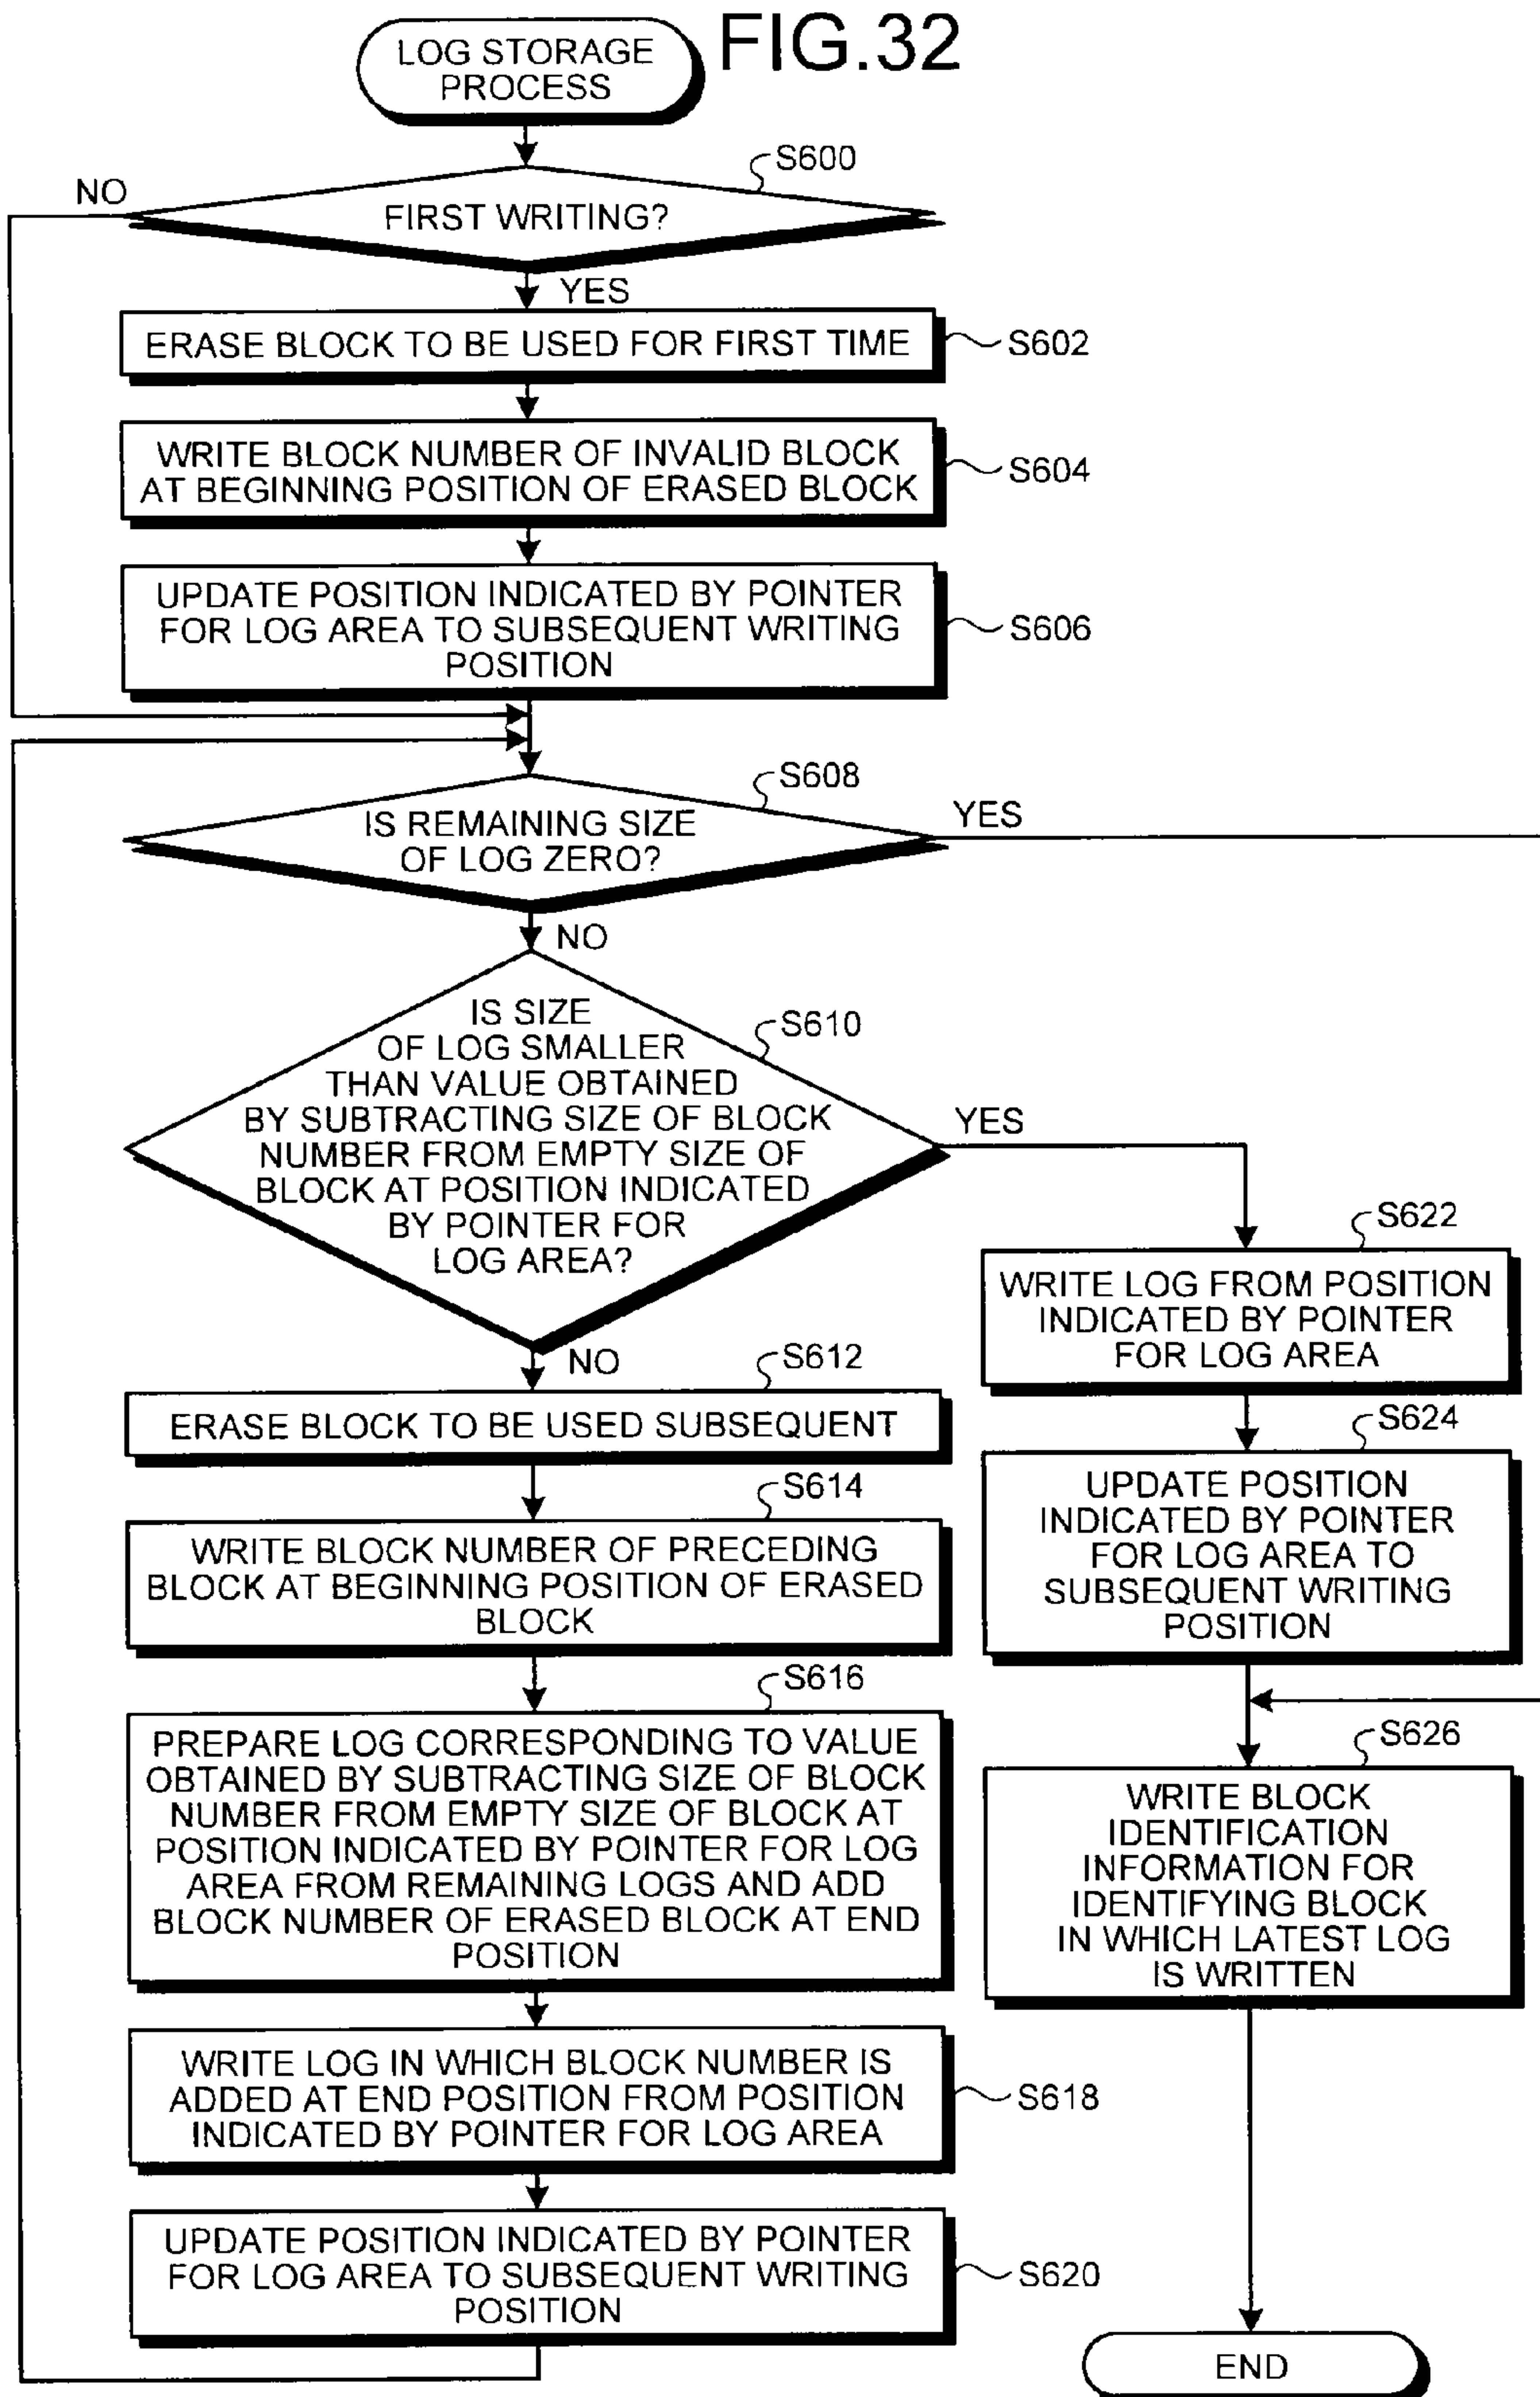 FIG.32
LOG STORAGE
PROCESS
S600
NO
FIRST WRITING?
YES
ERASE BLOCK TO BE USED FOR FIRST TIME
S602
WRITE BLOCK NUMBER OF INVALID BLOCK
AT BEGINNING POSITION OF ERASED BLOCK
S604
UPDATE POSITION INDICATED BY POINTER
FOR LOG AREA TO SUBSEQUENT WRITING
POSITION
S606
S608
IS REMAINING SIZE
OF LOG ZERO?
YES
NO
IS SIZE
OF LOG SMALLER
THAN VALUE OBTAINED
BY SUBTRACTING SIZE OF BLOCK
NUMBER FROM EMPTY SIZE OF
BLOCK AT POSITION INDICATED
BY POINTER FOR
LOG AREA?
S610
YES
NO
S612
ERASE BLOCK TO BE USED SUBSEQUENT
S614
WRITE BLOCK NUMBER OF PRECEDING
BLOCK AT BEGINNING POSITION OF ERASED
BLOCK
S616
PREPARE LOG CORRESPONDING TO VALUE
OBTAINED BY SUBTRACTING SIZE OF BLOCK
NUMBER FROM EMPTY SIZE OF BLOCK AT
POSITION INDICATED BY POINTER FOR LOG
AREA FROM REMAINING LOGS AND ADD
BLOCK NUMBER OF ERASED BLOCK AT END
POSITION
WRITE LOG IN WHICH BLOCK NUMBER IS
ADDED AT END POSITION FROM POSITION
INDICATED BY POINTER FOR LOG AREA
S618
UPDATE POSITION INDICATED BY POINTER
FOR LOG AREA TO SUBSEQUENT WRITING
POSITION
S620
S622
WRITE LOG FROM POSITION
INDICATED BY POINTER
FOR LOG AREA
S624
UPDATE POSITION
INDICATED BY POINTER
FOR LOG AREA TO
SUBSEQUENT WRITING
POSITION
S626
WRITE BLOCK
IDENTIFICATION
INFORMATION FOR
IDENTIFYING BLOCK
IN WHICH LATEST LOG
IS WRITTEN
END